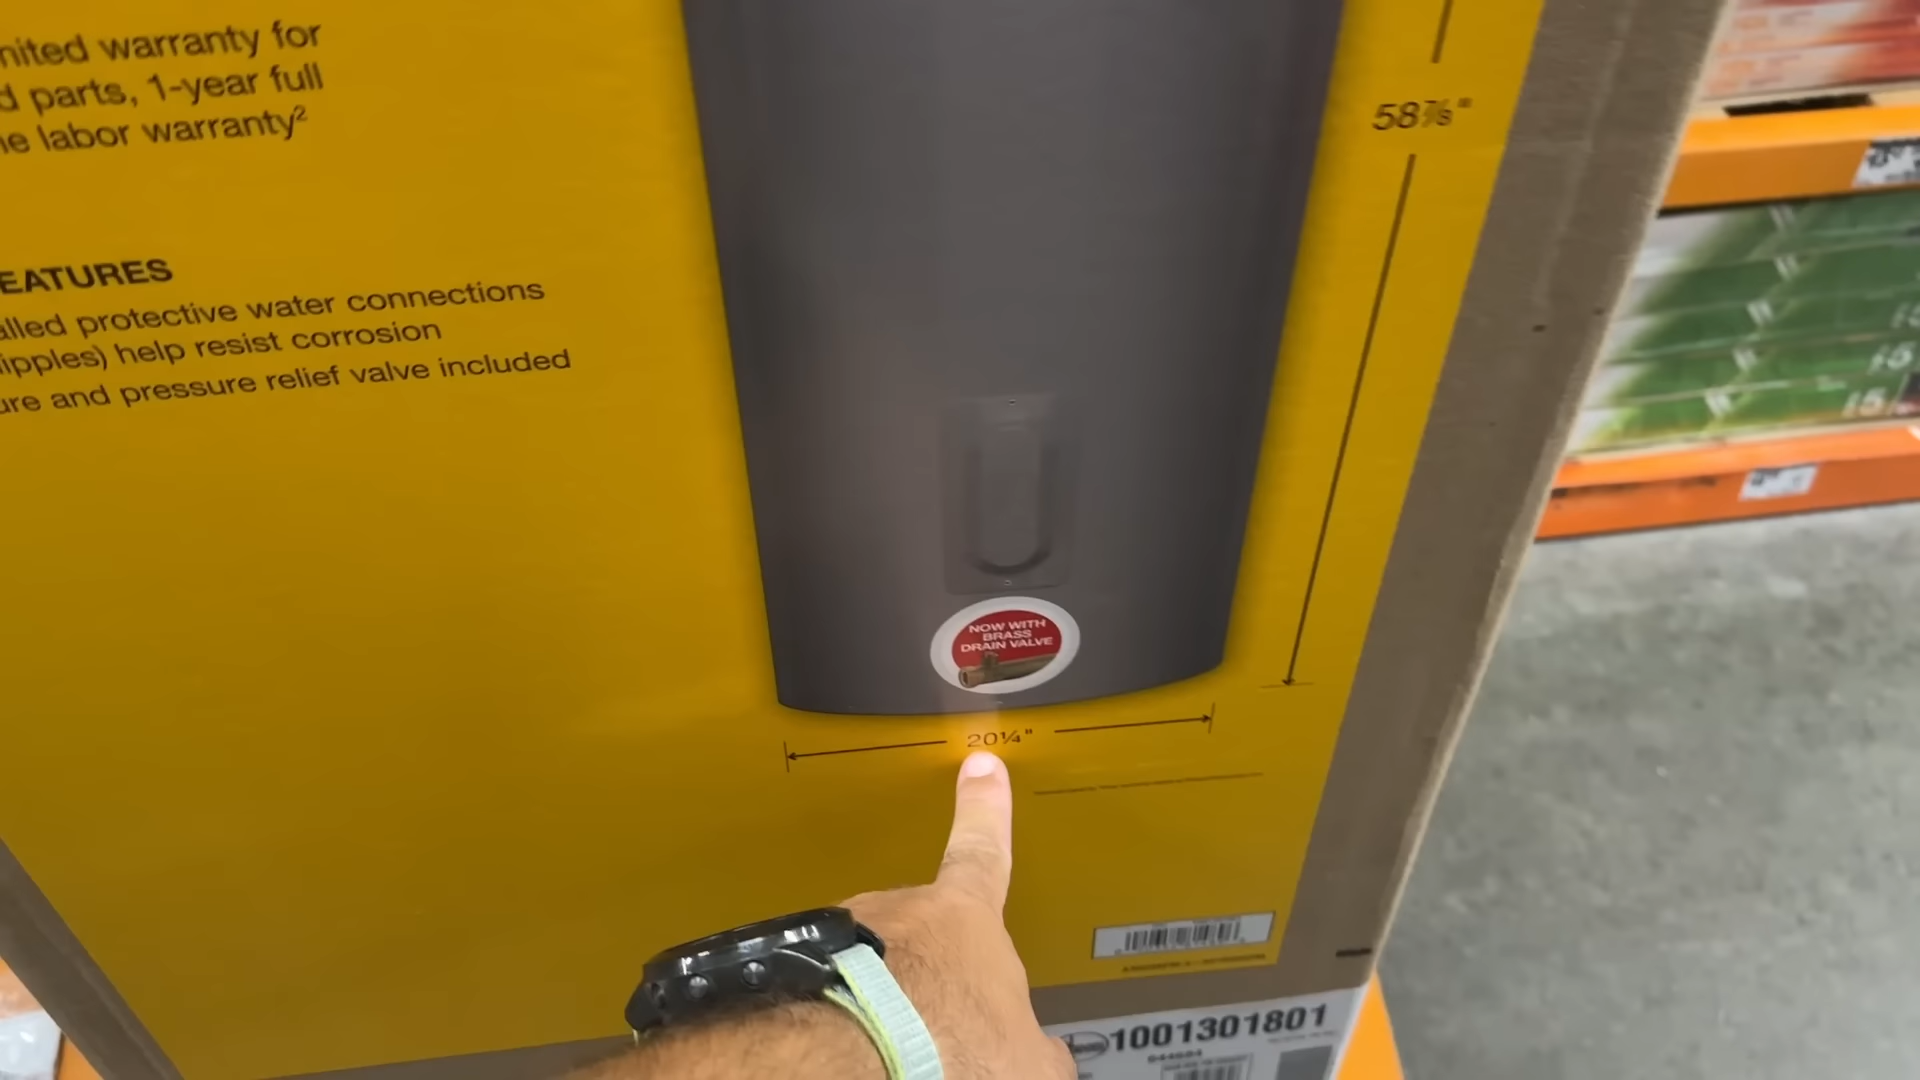 nited warranty for
d parts, 1-year full
ne labor warranty²
EATURES
alled protective water connections
nipples) help resist corrosion
ure and pressure relief valve included
58⅞"
NOW WITH
BRASS
DRAIN VALVE
20¼"
1001301801